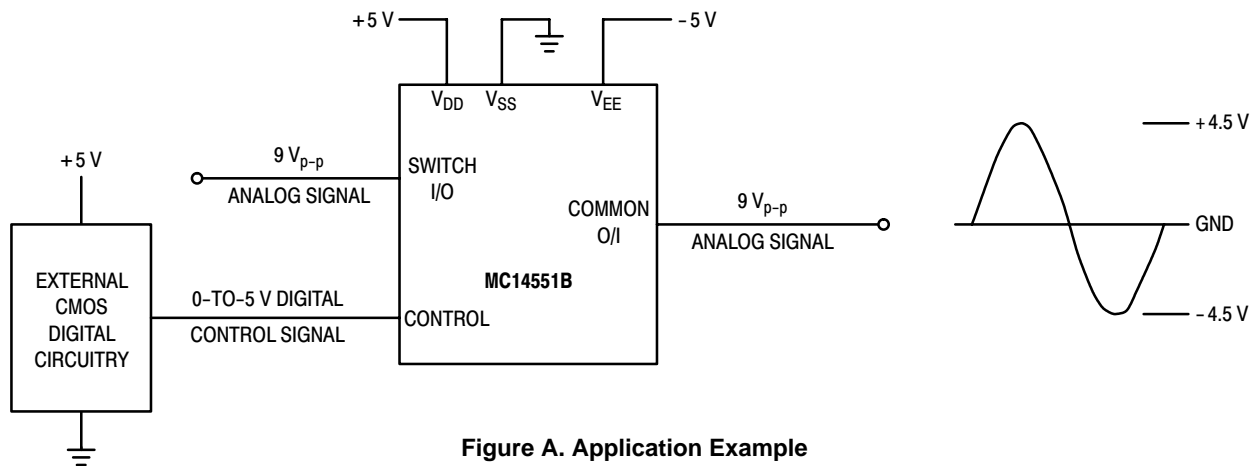 +5 V
-5 V
VDD
VSS
VEE
+5 V
9 Vp-p
ANALOG SIGNAL
SWITCH
I/O
COMMON
O/I
9 Vp-p
ANALOG SIGNAL
+4.5 V
GND
-4.5 V
EXTERNAL
CMOS
DIGITAL
CIRCUITRY
0-TO-5 V DIGITAL
CONTROL SIGNAL
CONTROL
MC14551B
Figure A. Application Example